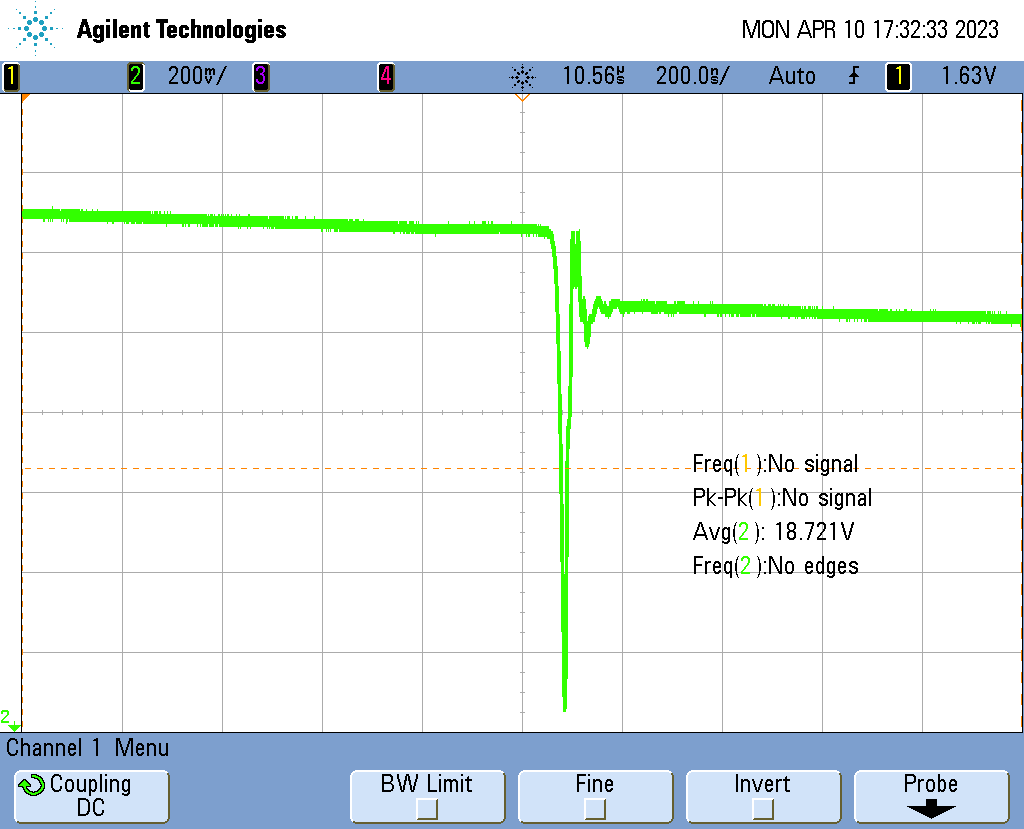 Agilent Technologies
MON APR 10 17:32:33 2023
1 2 200mV/ 3 4 10.56us 200.0ns/ Auto 1 1.63V
Freq(1):No signal
Pk-Pk(1):No signal
Avg(2): 18.721V
Freq(2):No edges
2
Channel 1 Menu
Coupling
DC
BW Limit
Fine
Invert
Probe